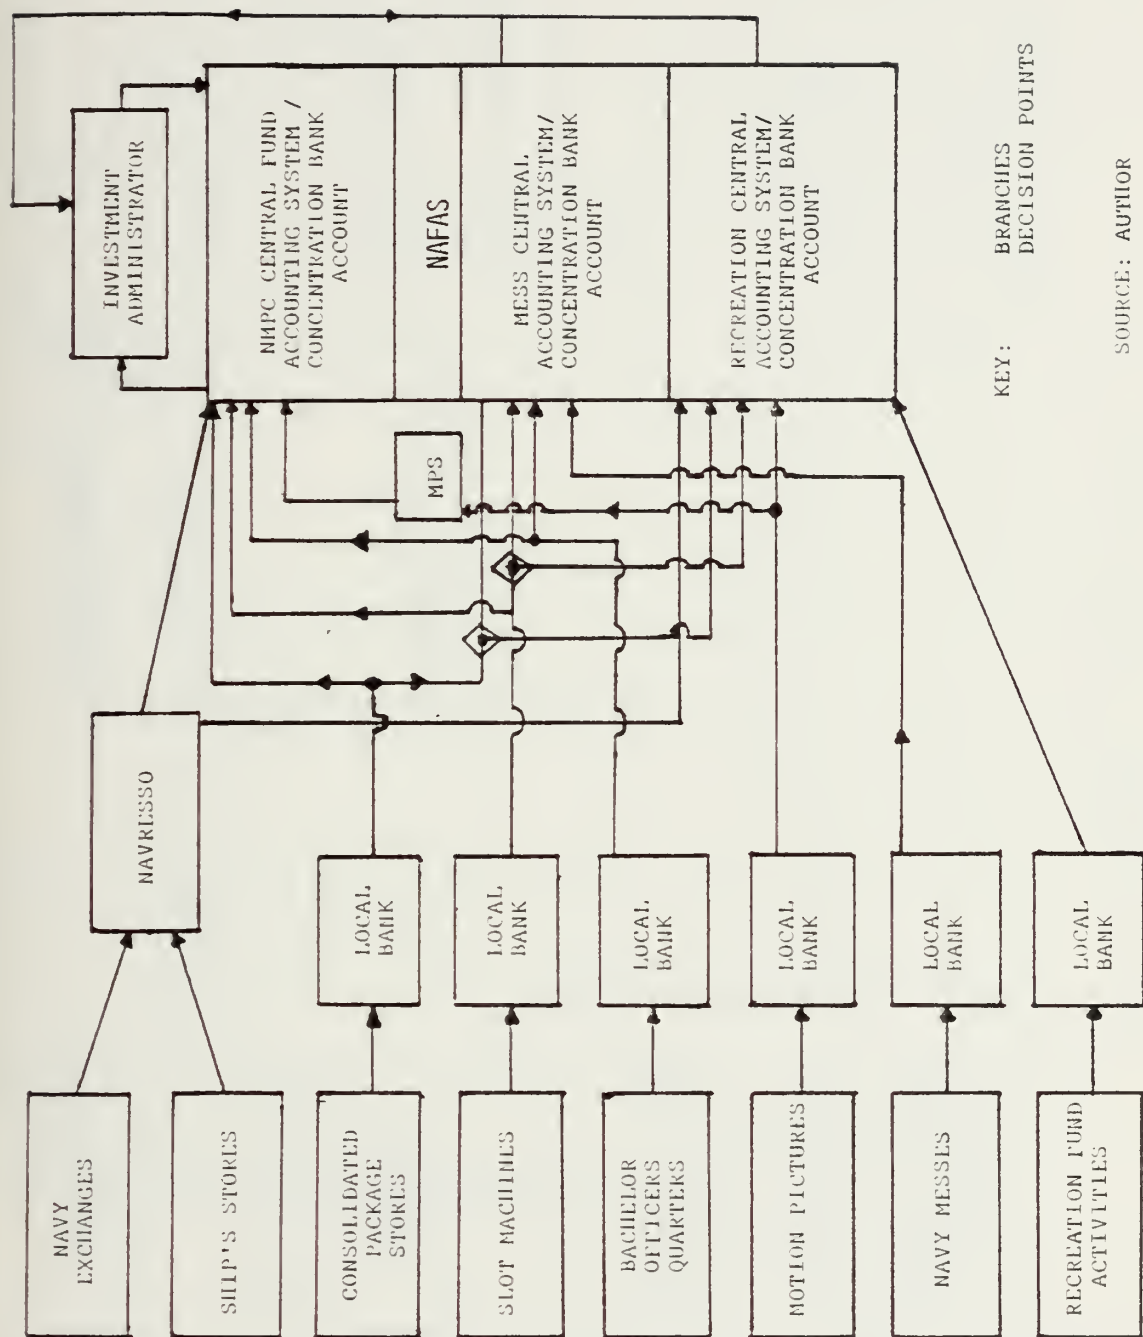 NAVY
EXCHANGES
SHIP'S STORES
CONSOLIDATED
PACKAGE
STORES
SLOT MACHINES
BACHELOR
OFFICERS
QUARTERS
MOTION PICTURES
NAVY MESSES
RECREATION FUND
ACTIVITIES
NAVRESSO
LOCAL
BANK
LOCAL
BANK
LOCAL
BANK
LOCAL
BANK
LOCAL
BANK
LOCAL
BANK
MPS
INVESTMENT
ADMINISTRATOR
NMPC CENTRAL FUND
ACCOUNTING SYSTEM /
CONCENTRATION BANK
ACCOUNT
NAFAS
MESS CENTRAL
ACCOUNTING SYSTEM/
CONCENTRATION BANK
ACCOUNT
RECREATION CENTRAL
ACCOUNTING SYSTEM/
CONCENTRATION BANK
ACCOUNT
KEY: BRANCHES
DECISION POINTS
SOURCE: AUTHOR